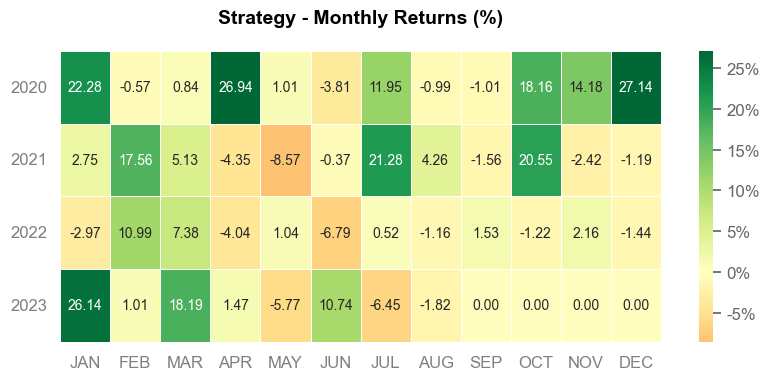 Strategy - Monthly Returns (%)
2020 22.28 -0.57 0.84 26.94 1.01 -3.81 11.95 -0.99 -1.01 18.16 14.18 27.14
2021 2.75 17.56 5.13 -4.35 -8.57 -0.37 21.28 4.26 -1.56 20.55 -2.42 -1.19
2022 -2.97 10.99 7.38 -4.04 1.04 -6.79 0.52 -1.16 1.53 -1.22 2.16 -1.44
2023 26.14 1.01 18.19 1.47 -5.77 10.74 -6.45 -1.82 0.00 0.00 0.00 0.00
JAN FEB MAR APR MAY JUN JUL AUG SEP OCT NOV DEC
25%
20%
15%
10%
5%
0%
-5%